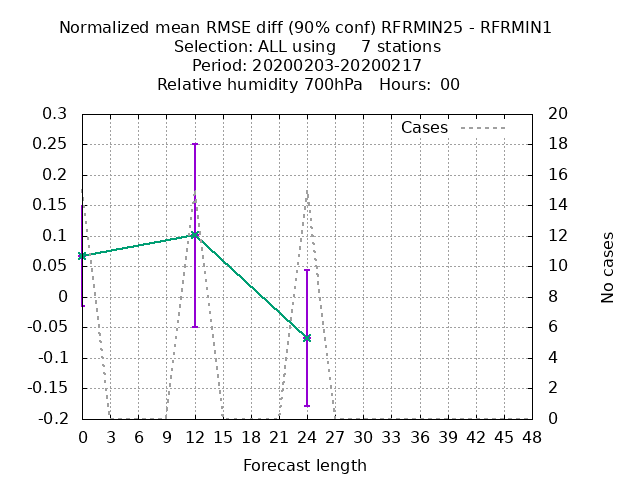 Normalized mean RMSE diff (90% conf) RFRMIN25 - RFRMIN1
Selection: ALL using     7 stations
Period: 20200203-20200217
Relative humidity 700hPa   Hours:  00
Cases
0.3
0.25
0.2
0.15
0.1
0.05
0
-0.05
-0.1
-0.15
-0.2
20
18
16
14
12
10
8
6
4
2
0
No cases
0 3 6 9 12 15 18 21 24 27 30 33 36 39 42 45 48
Forecast length